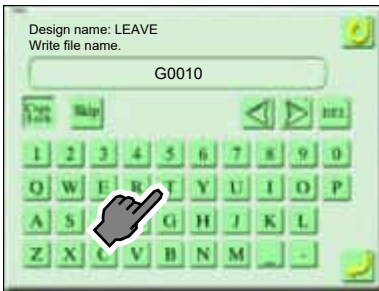 Design name: LEAVE
Write file name.
G0010
Caps Lock Skip DEL
1 2 3 4 5 6 7 8 9 0
Q W E R T Y U I O P
A S G H J K L
Z X C V B N M _ -